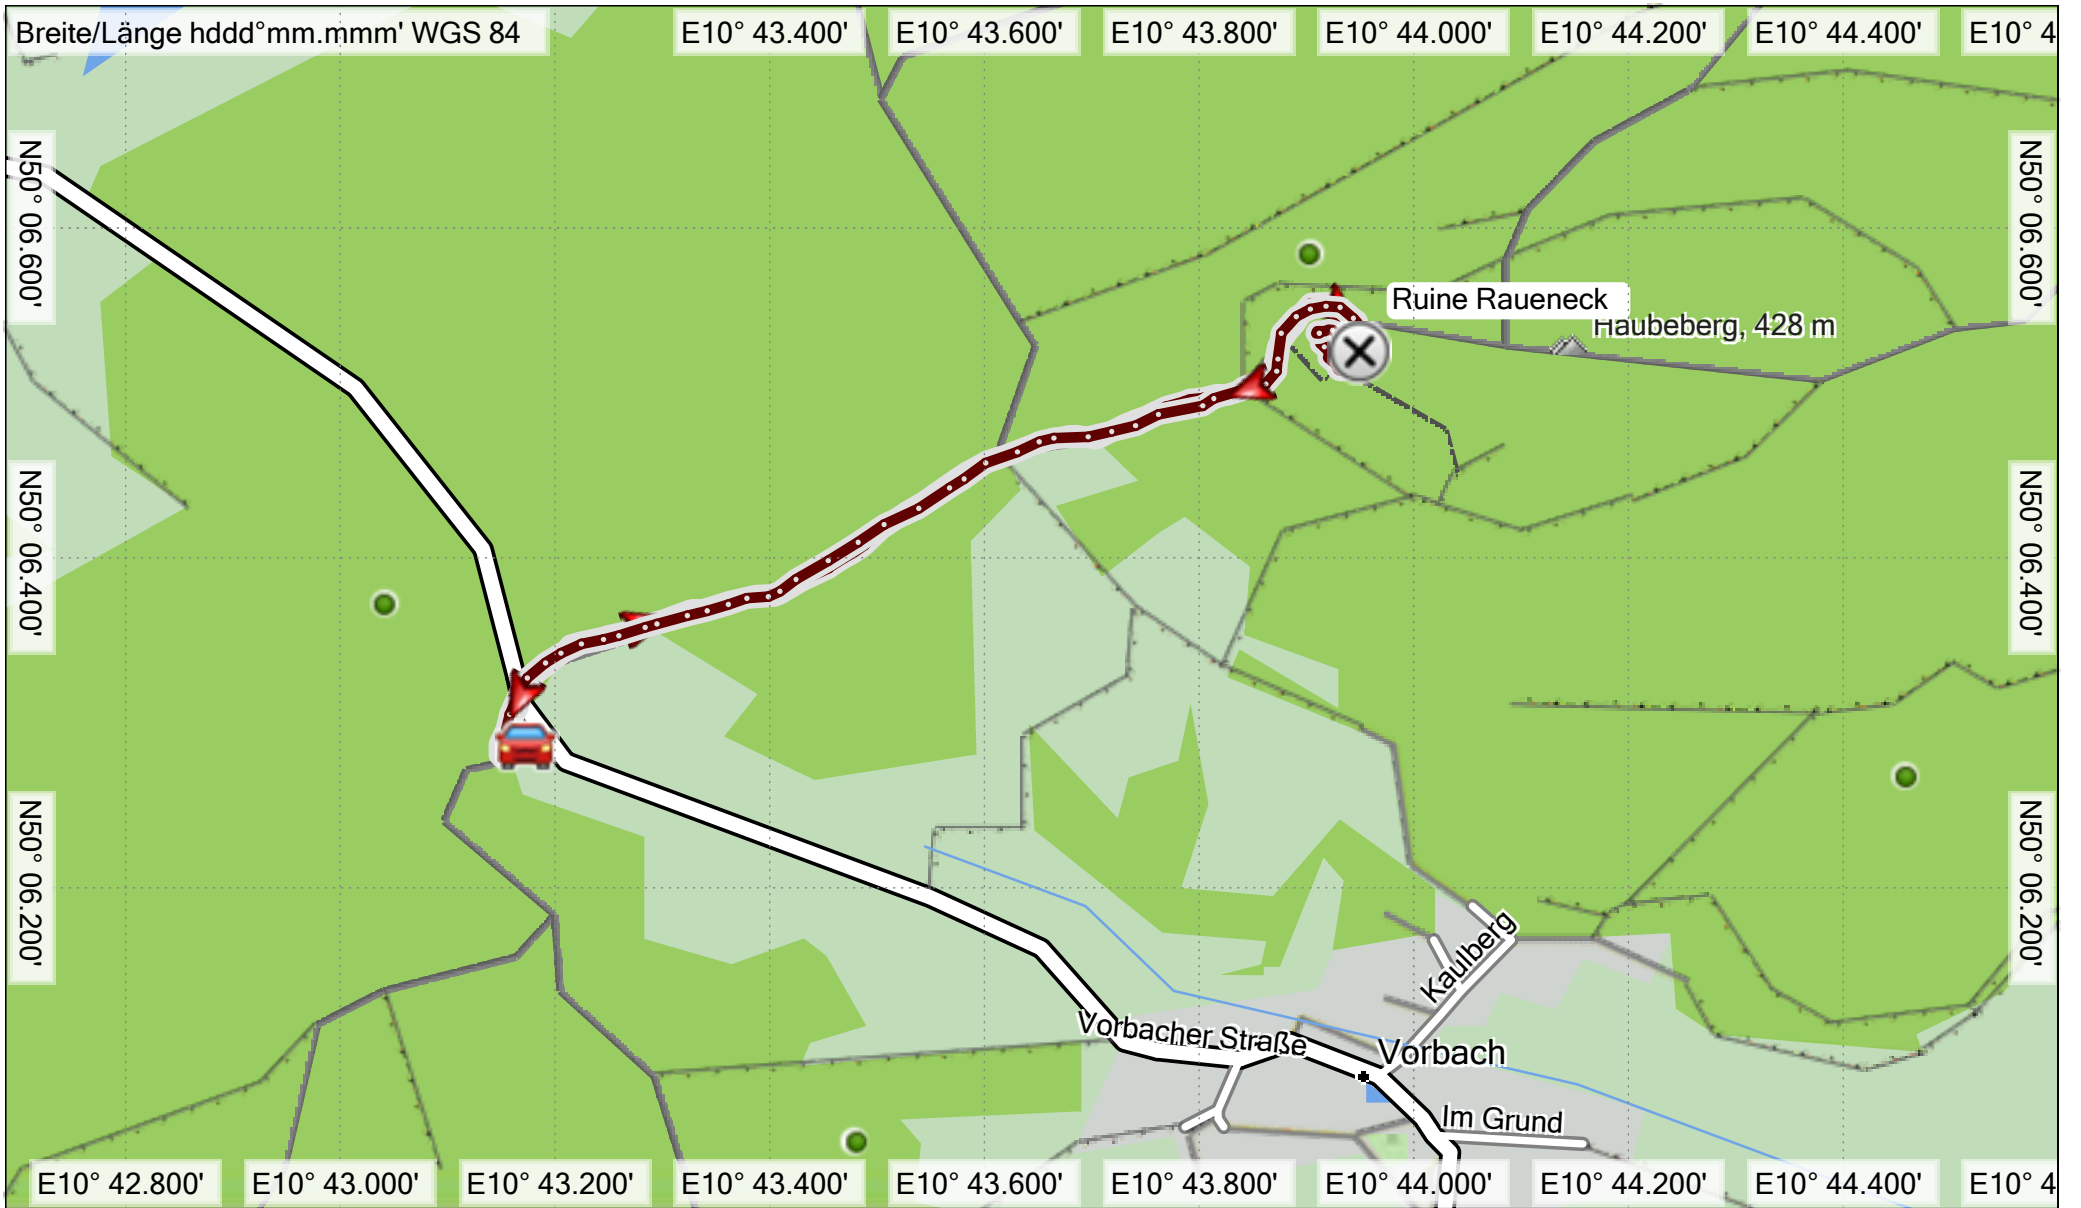 Breite/Länge hddd°mm.mmm' WGS 84
E10° 43.400'
E10° 43.600'
E10° 43.800'
E10° 44.000'
E10° 44.200'
E10° 44.400'
E10° 4
N50° 06.600'
N50° 06.600'
Ruine Raueneck
Haubeberg, 428 m
N50° 06.400'
N50° 06.400'
N50° 06.200'
N50° 06.200'
Kaulberg
Vorbacher Straße
Vorbach
Im Grund
E10° 42.800'
E10° 43.000'
E10° 43.200'
E10° 43.400'
E10° 43.600'
E10° 43.800'
E10° 44.000'
E10° 44.200'
E10° 44.400'
E10° 4